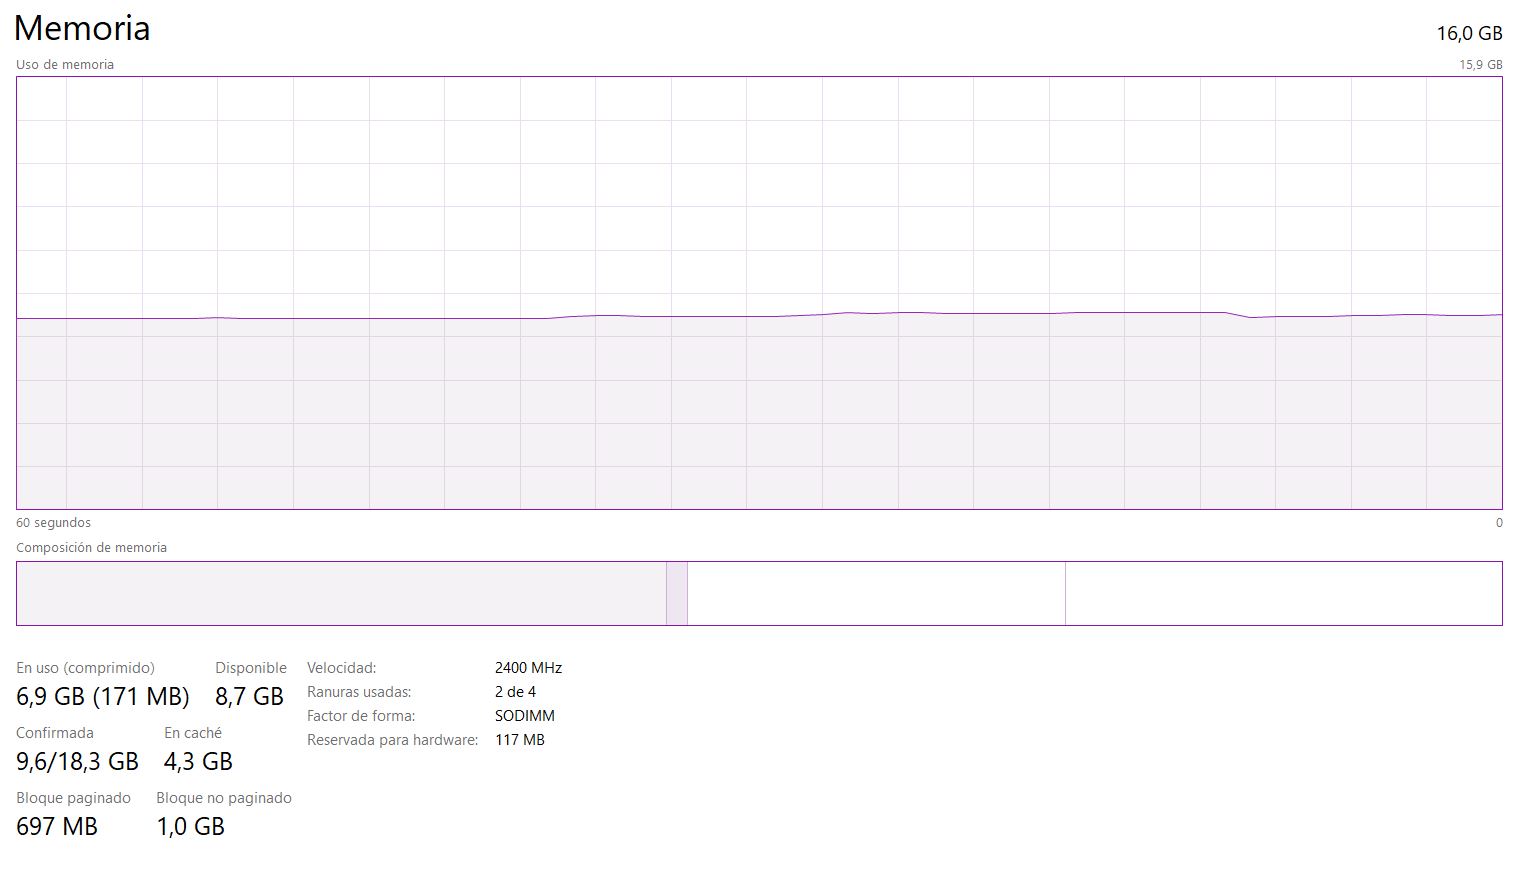 Memoria
16,0 GB
Uso de memoria
15,9 GB
60 segundos
0
Composición de memoria
En uso (comprimido)
6,9 GB (171 MB)
Disponible
8,7 GB
Confirmada
9,6/18,3 GB
En caché
4,3 GB
Bloque paginado
697 MB
Bloque no paginado
1,0 GB
Velocidad: 2400 MHz
Ranuras usadas: 2 de 4
Factor de forma: SODIMM
Reservada para hardware: 117 MB